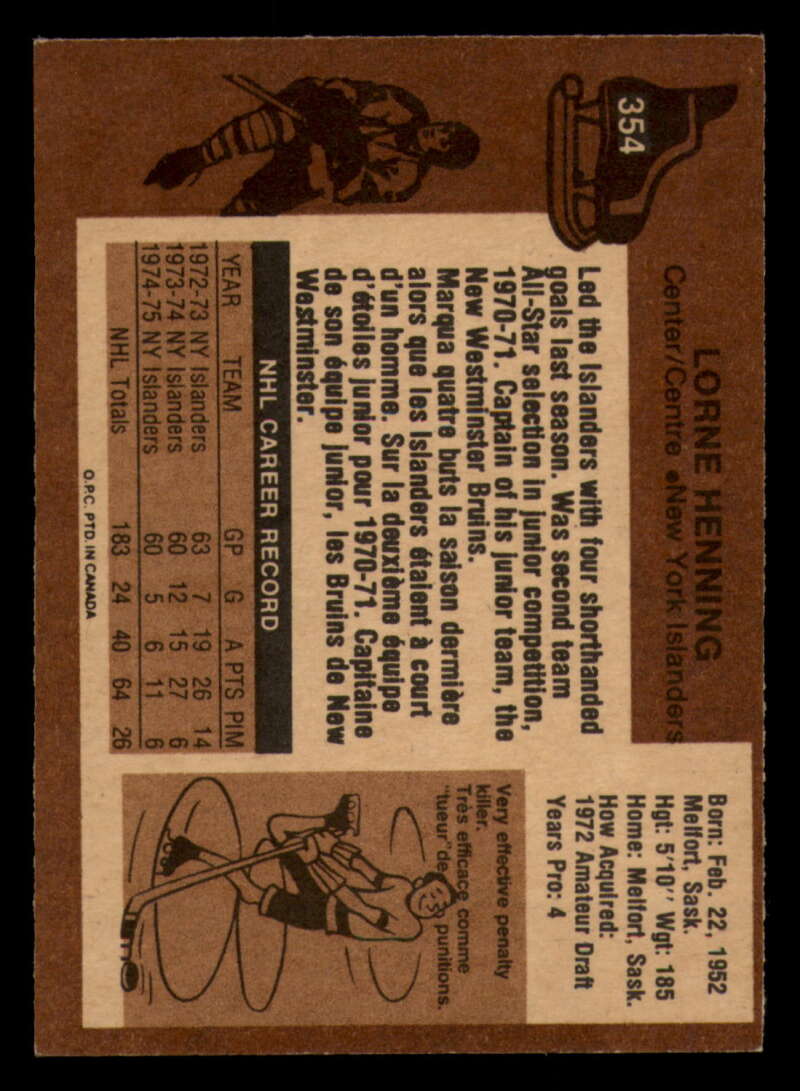 354
LORNE HENNING
Center/Centre •New York Islanders
Born: Feb. 22, 1952
Melfort, Sask.
Hgt: 5'10" Wgt: 185
Home: Melfort, Sask.
How Acquired:
1972 Amateur Draft
Years Pro: 4
Led the Islanders with four shorthanded
goals last season. Was second team
All-Star selection in junior competition,
1970-71. Captain of his junior team, the
New Westminster Bruins.
Marqua quatre buts la saison dernière
alors que les Islanders étaient à court
d'un homme. Sur la deuxième équipe
d'étoiles junior pour 1970-71. Capitaine
de son équipe junior, les Bruins de New
Westminster.
NHL CAREER RECORD
YEAR TEAM GP G A PTS PIM
1972-73 NY Islanders 63 7 19 26 14
1973-74 NY Islanders 60 12 15 27 6
1974-75 NY Islanders 60 5 6 11 6
NHL Totals 183 24 40 64 26
O.P.C. PTD. IN CANADA
Very effective penalty
killer.
Très efficace comme
"tueur" de punitions.